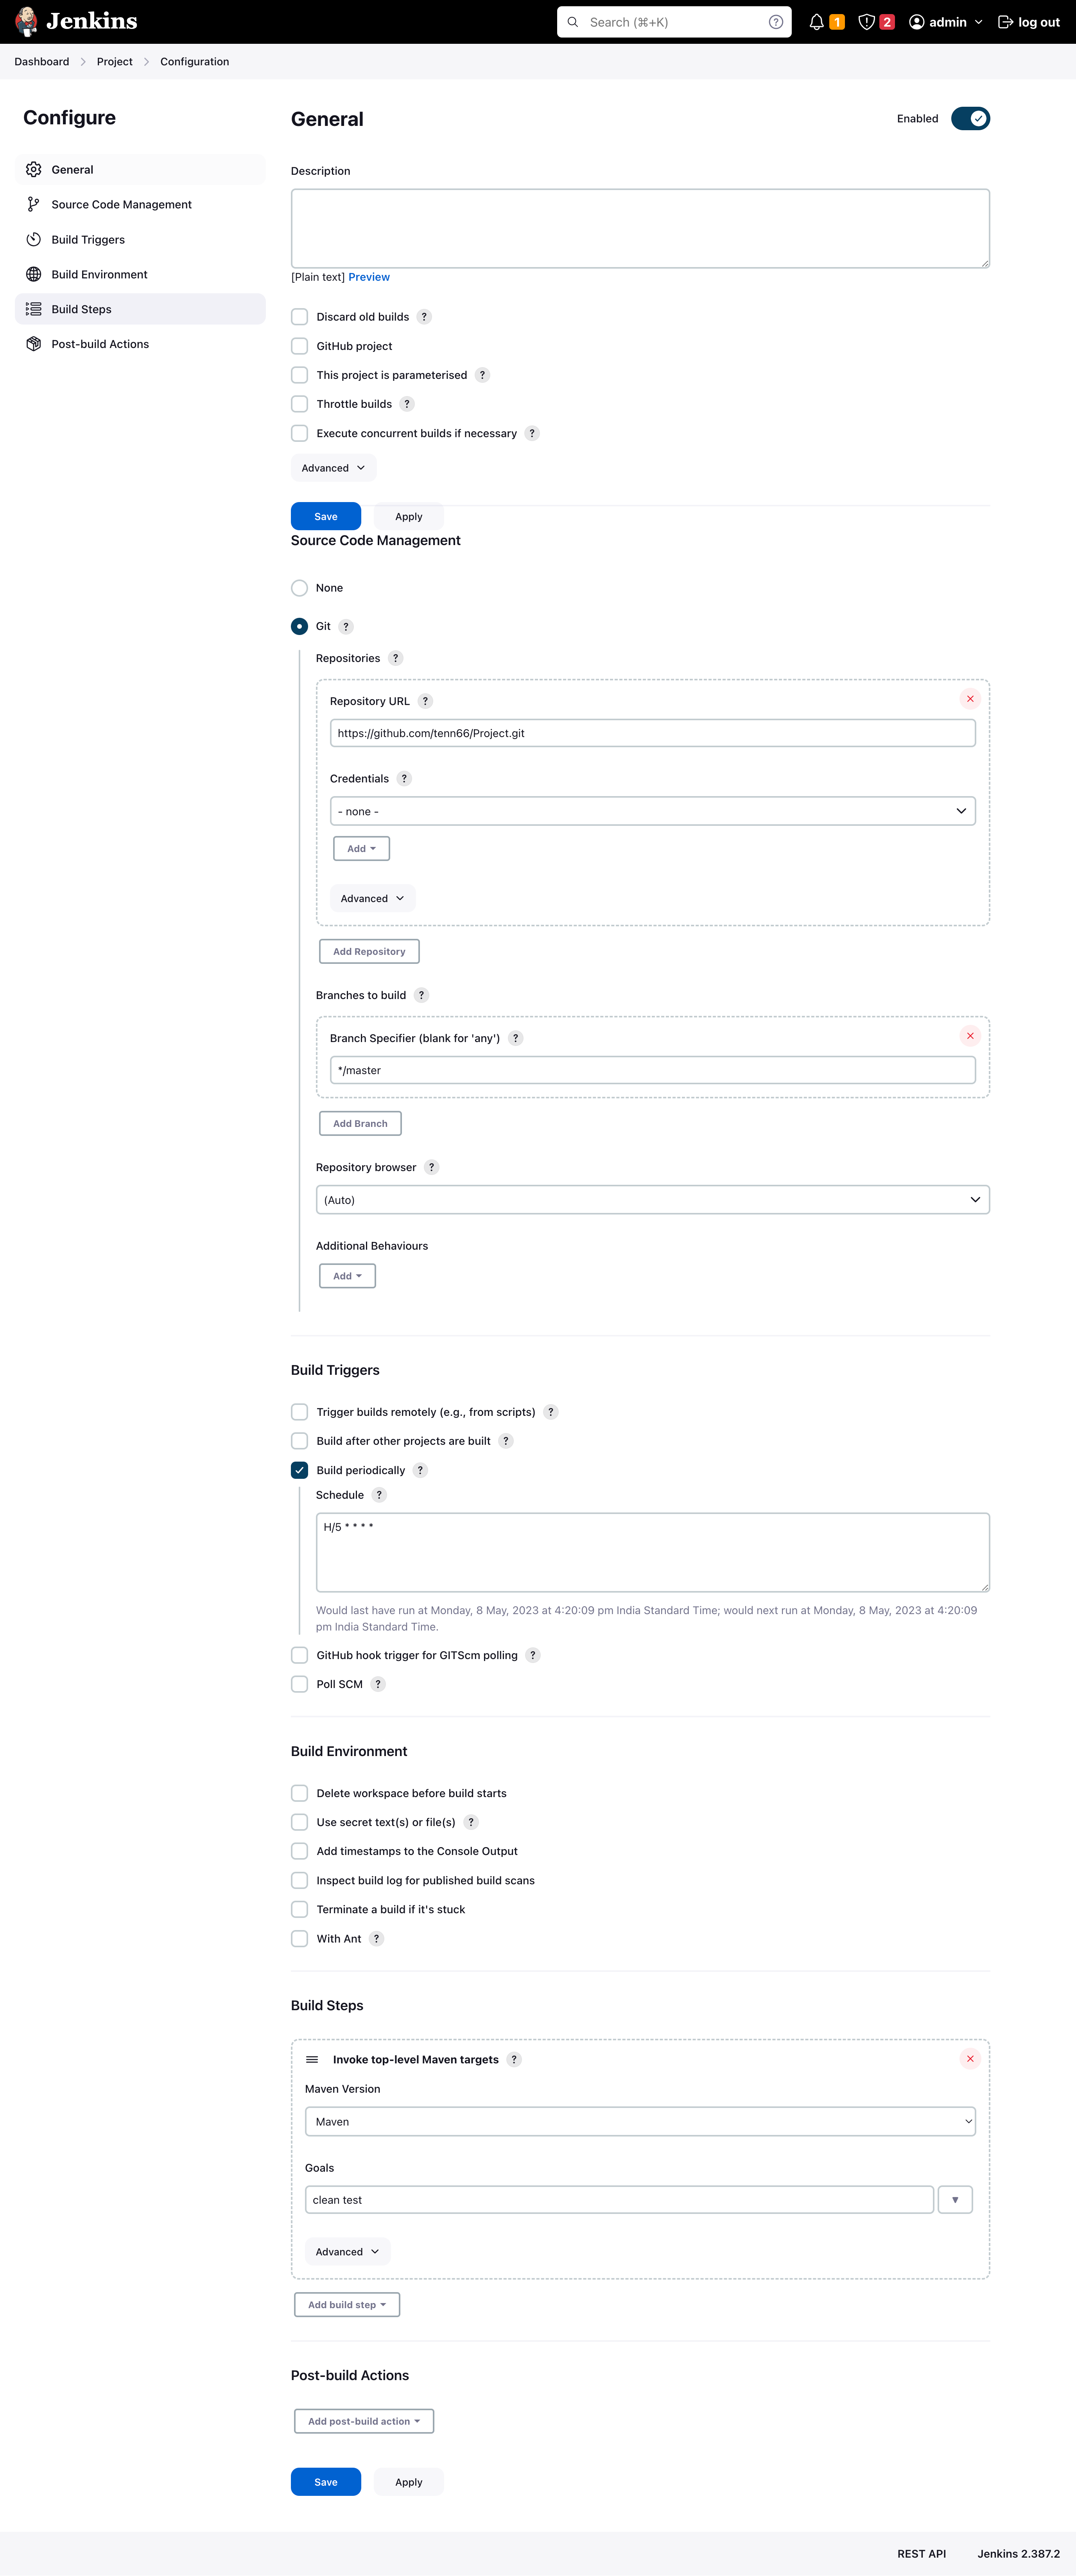 Jenkins
Search (⌘+K) ?
1
2
admin
log out
Dashboard
Project
Configuration
Configure
General
Source Code Management
Build Triggers
Build Environment
Build Steps
Post-build Actions
General
Enabled
Description
[Plain text] Preview
Discard old builds ?
GitHub project
This project is parameterised ?
Throttle builds ?
Execute concurrent builds if necessary ?
Advanced
Save
Apply
Source Code Management
None
Git ?
Repositories ?
Repository URL ?
https://github.com/tenn66/Project.git
Credentials ?
- none -
Add
Advanced
Add Repository
Branches to build ?
Branch Specifier (blank for 'any') ?
*/master
Add Branch
Repository browser ?
(Auto)
Additional Behaviours
Add
Build Triggers
Trigger builds remotely (e.g., from scripts) ?
Build after other projects are built ?
Build periodically ?
Schedule ?
H/5 * * * *
Would last have run at Monday, 8 May, 2023 at 4:20:09 pm India Standard Time; would next run at Monday, 8 May, 2023 at 4:20:09
pm India Standard Time.
GitHub hook trigger for GITScm polling ?
Poll SCM ?
Build Environment
Delete workspace before build starts
Use secret text(s) or file(s) ?
Add timestamps to the Console Output
Inspect build log for published build scans
Terminate a build if it's stuck
With Ant ?
Build Steps
Invoke top-level Maven targets ?
Maven Version
Maven
Goals
clean test
Advanced
Add build step
Post-build Actions
Add post-build action
Save
Apply
REST API
Jenkins 2.387.2